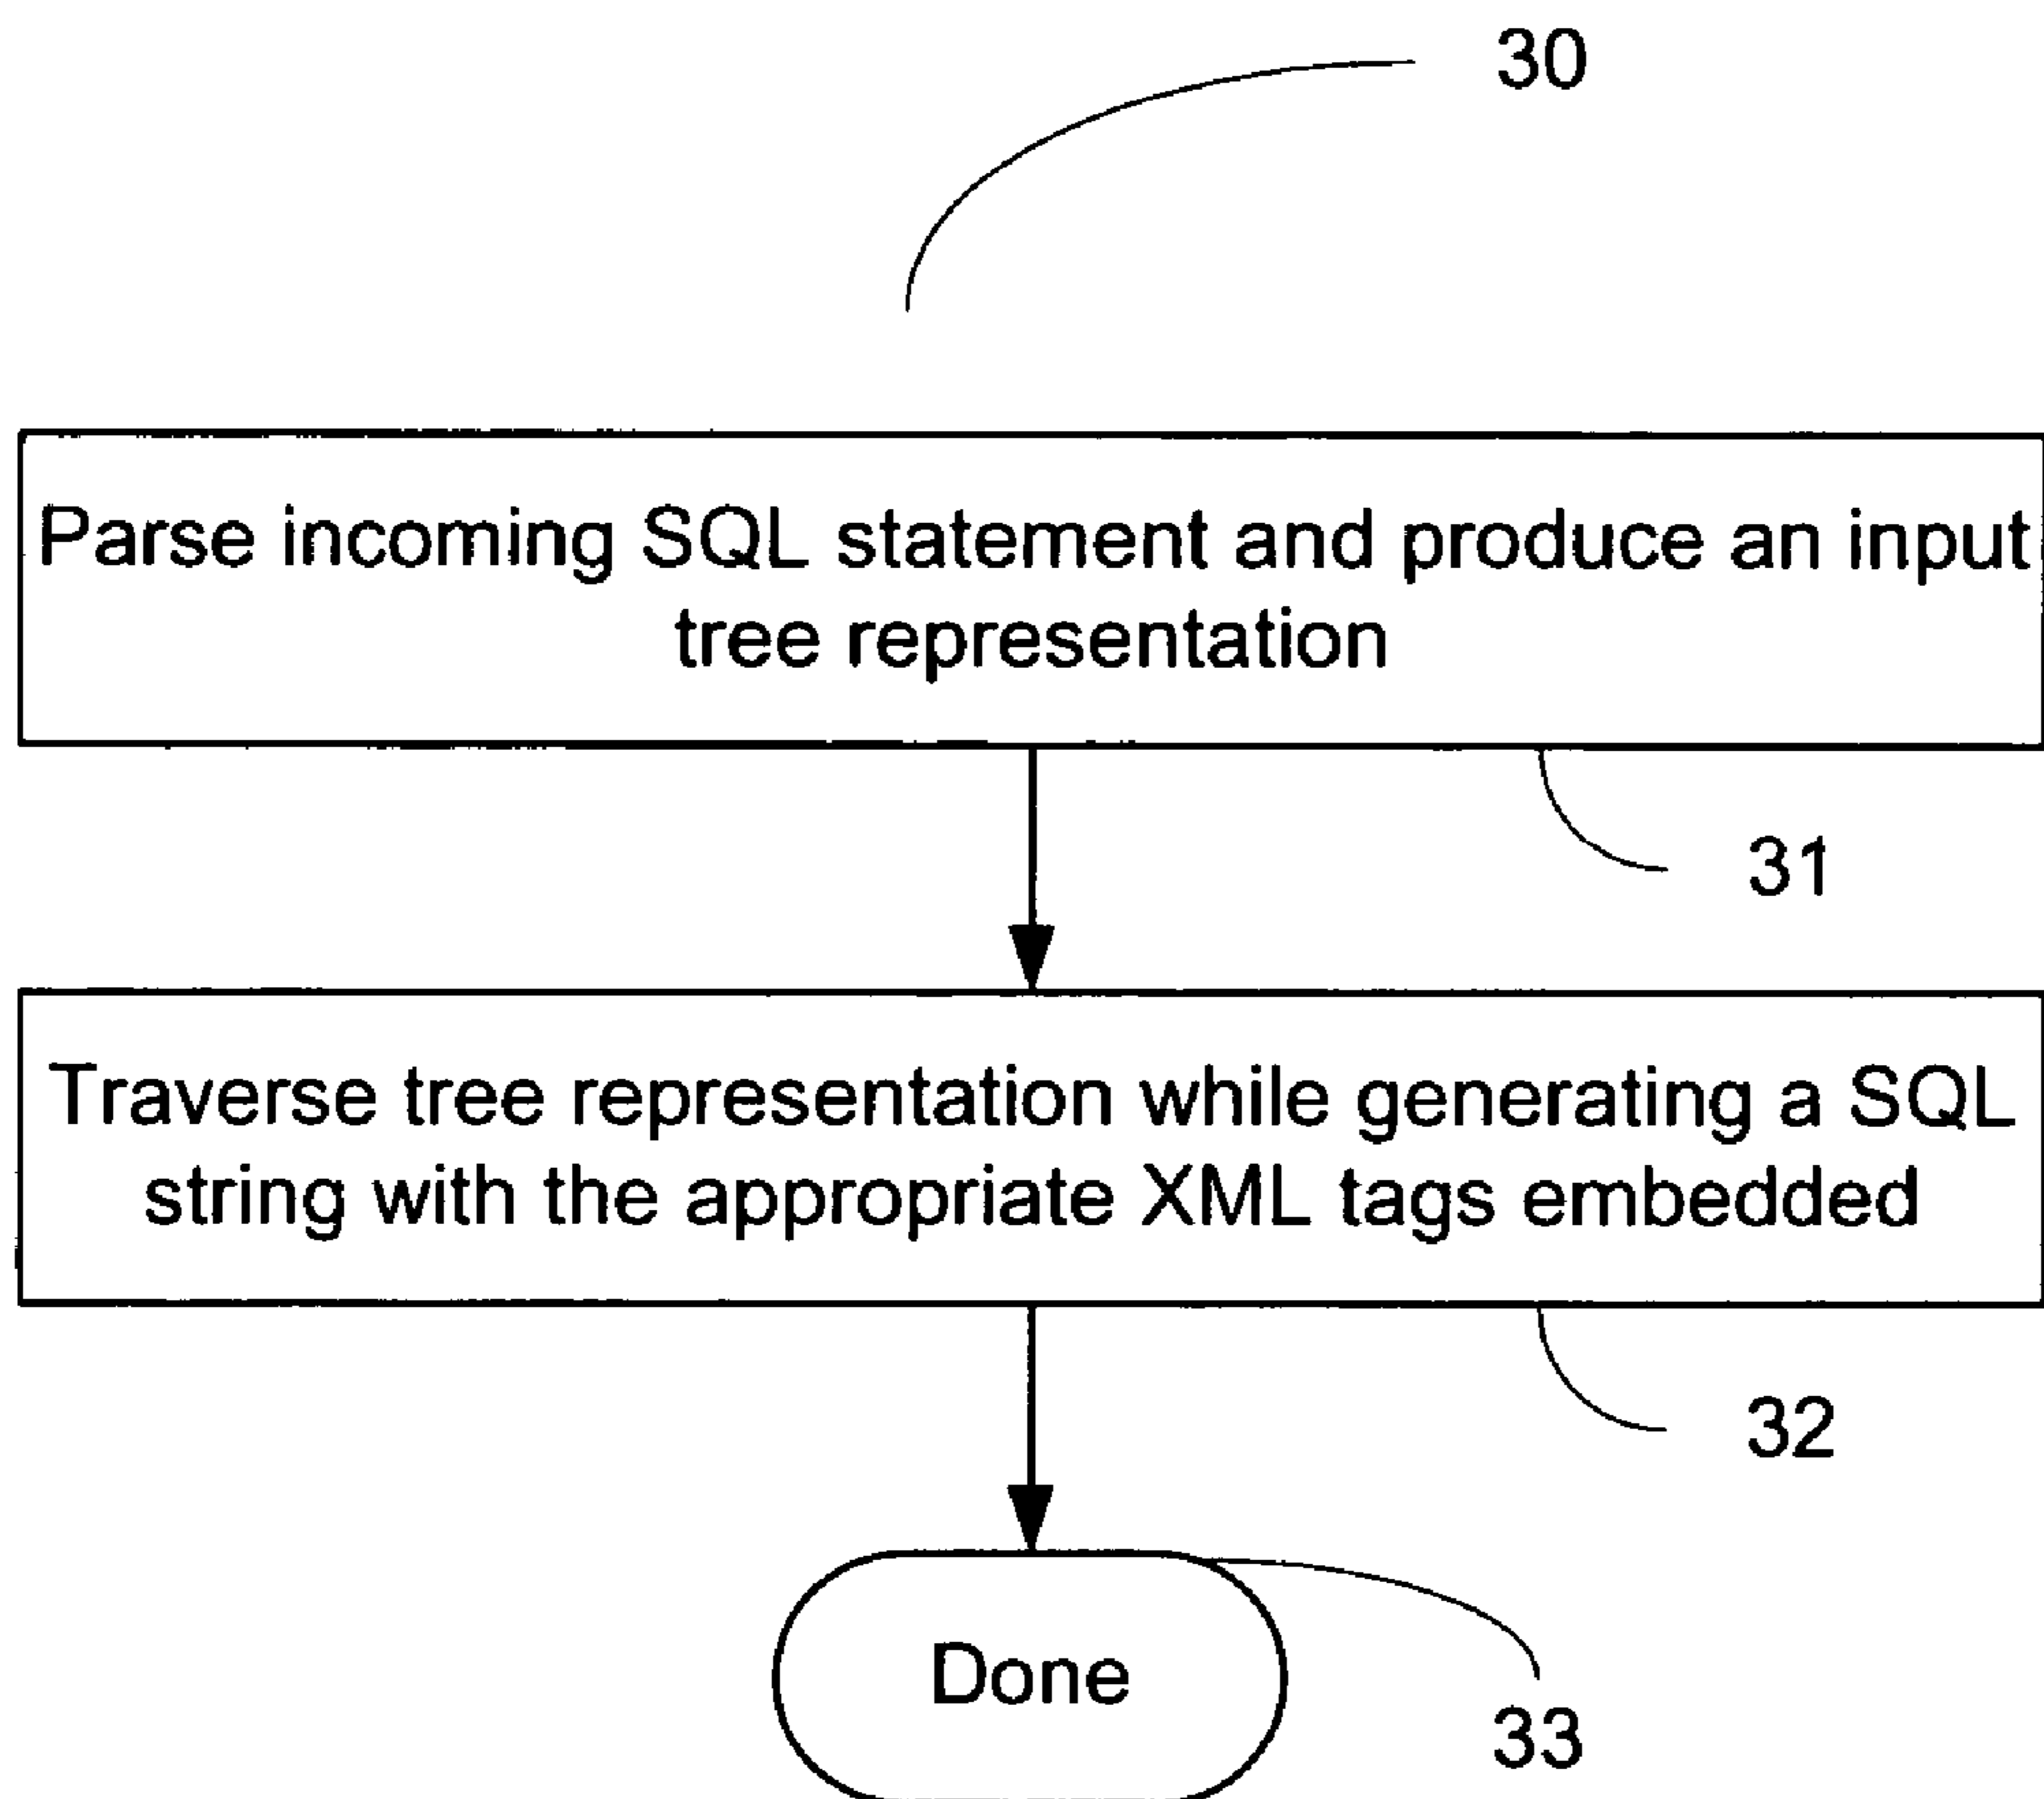 30
Parse incoming SQL statement and produce an input
tree representation
31
Traverse tree representation while generating a SQL
string with the appropriate XML tags embedded
32
Done
33